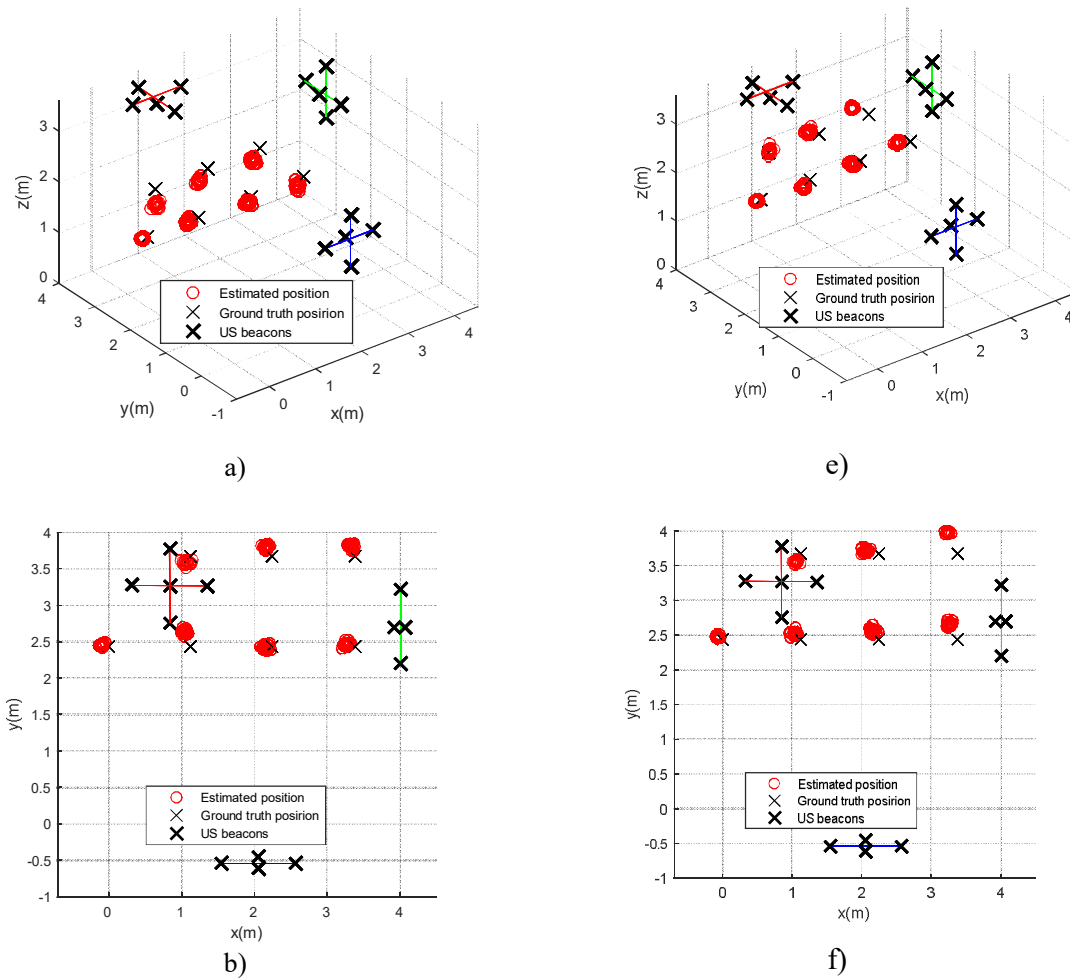 3
2
1
0
z(m)
4
3
2
1
0
-1
y(m)
0
1
2
3
4
x(m)
Estimated position
Ground truth posirion
US beacons
a)
3
2
1
0
z(m)
4
3
2
1
0
-1
y(m)
0
1
2
3
4
x(m)
Estimated position
Ground truth posirion
US beacons
e)
4
3.5
3
2.5
2
1.5
1
0.5
0
-0.5
-1
y(m)
0
1
2
3
4
x(m)
Estimated position
Ground truth posirion
US beacons
b)
4
3.5
3
2.5
2
1.5
1
0.5
0
-0.5
-1
y(m)
0
1
2
3
4
x(m)
Estimated position
Ground truth posirion
US beacons
f)